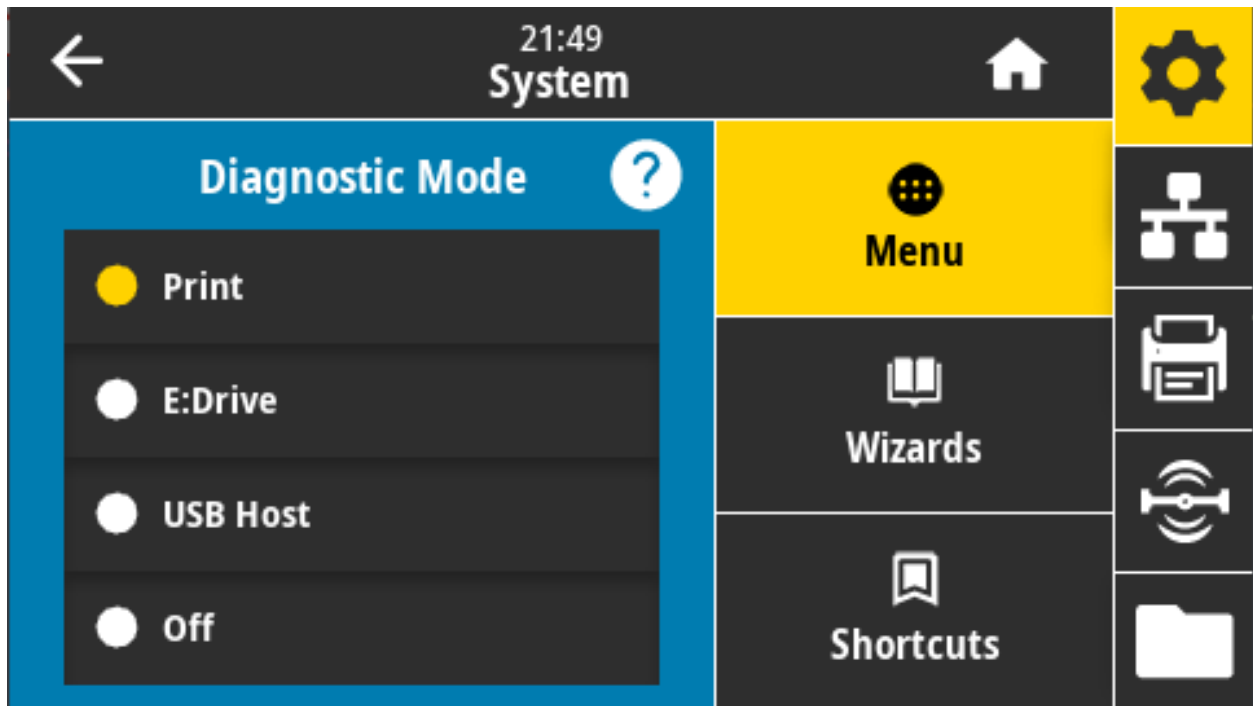 21:49
System
Diagnostic Mode
?
Print
E:Drive
USB Host
Off
Menu
Wizards
Shortcuts